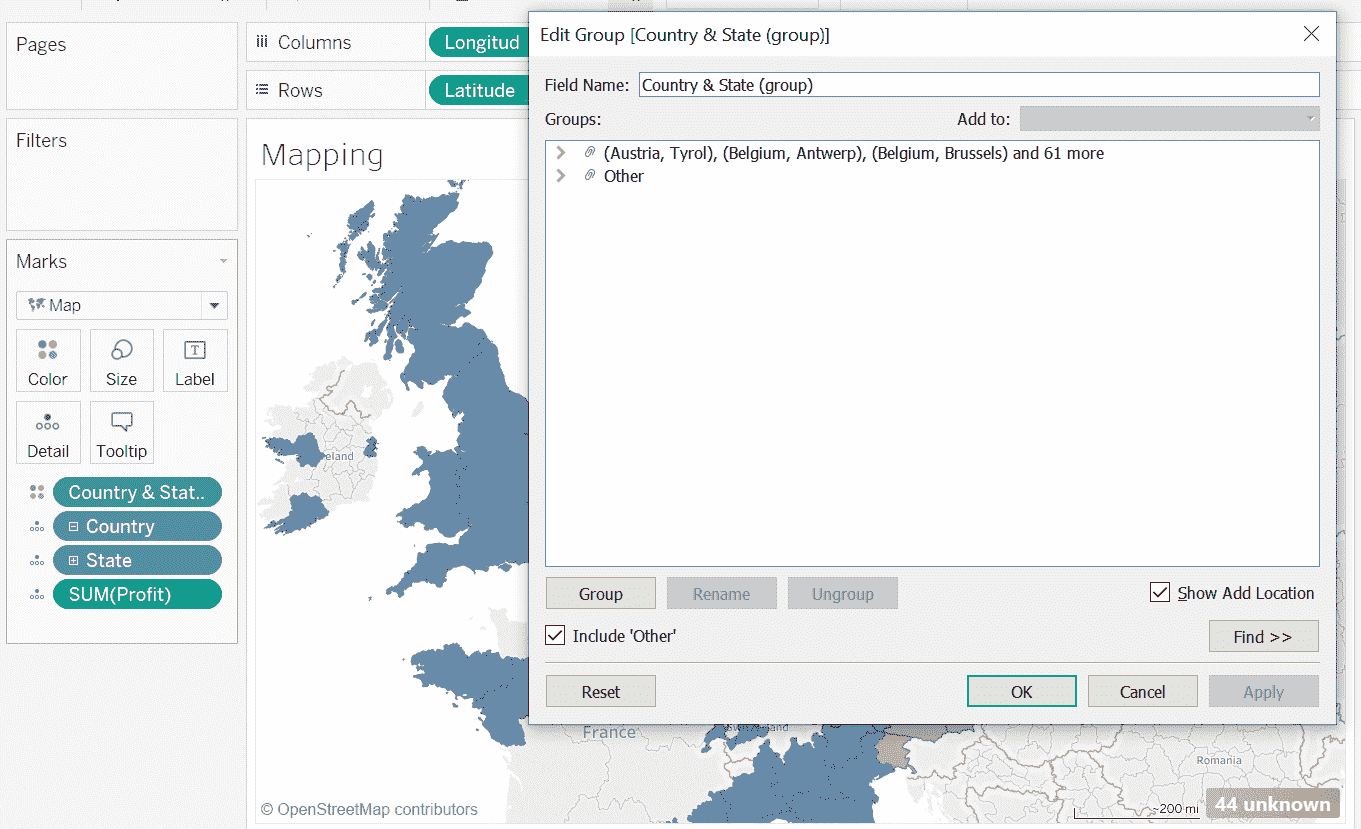 Pages
Columns
Longitud
Rows
Latitude
Filters
Mapping
Marks
Map
Color
Size
T
Label
Detail
Tooltip
Country & Stat..
Country
State
SUM(Profit)
eland
France
Switzerland
Romania
© OpenStreetMap contributors
~200 mi
44 unknown
Edit Group [Country & State (group)]
Field Name: Country & State (group)
Groups:
Add to:
(Austria, Tyrol), (Belgium, Antwerp), (Belgium, Brussels) and 61 more
Other
Group
Rename
Ungroup
Show Add Location
Include 'Other'
Find >>
Reset
OK
Cancel
Apply